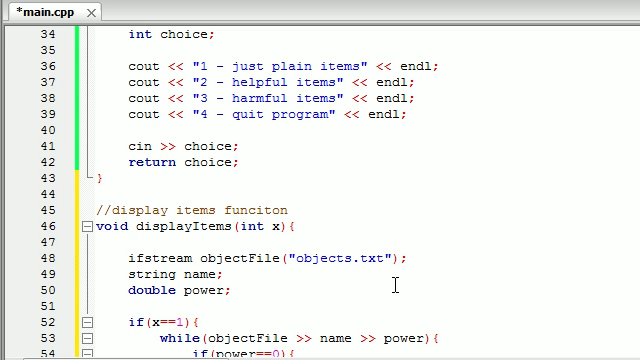 *main.cpp
34 int choice;
35
36 cout << "1 - just plain items" << endl;
37 cout << "2 - helpful items" << endl;
38 cout << "3 - harmful items" << endl;
39 cout << "4 - quit program" << endl;
40
41 cin >> choice;
42 return choice;
43 }
44
45 //display items funciton
46 void displayItems(int x){
47
48 ifstream objectFile("objects.txt");
49 string name;
50 double power;
51
52 if(x==1){
53 while(objectFile >> name >> power){
54 if(power==0){